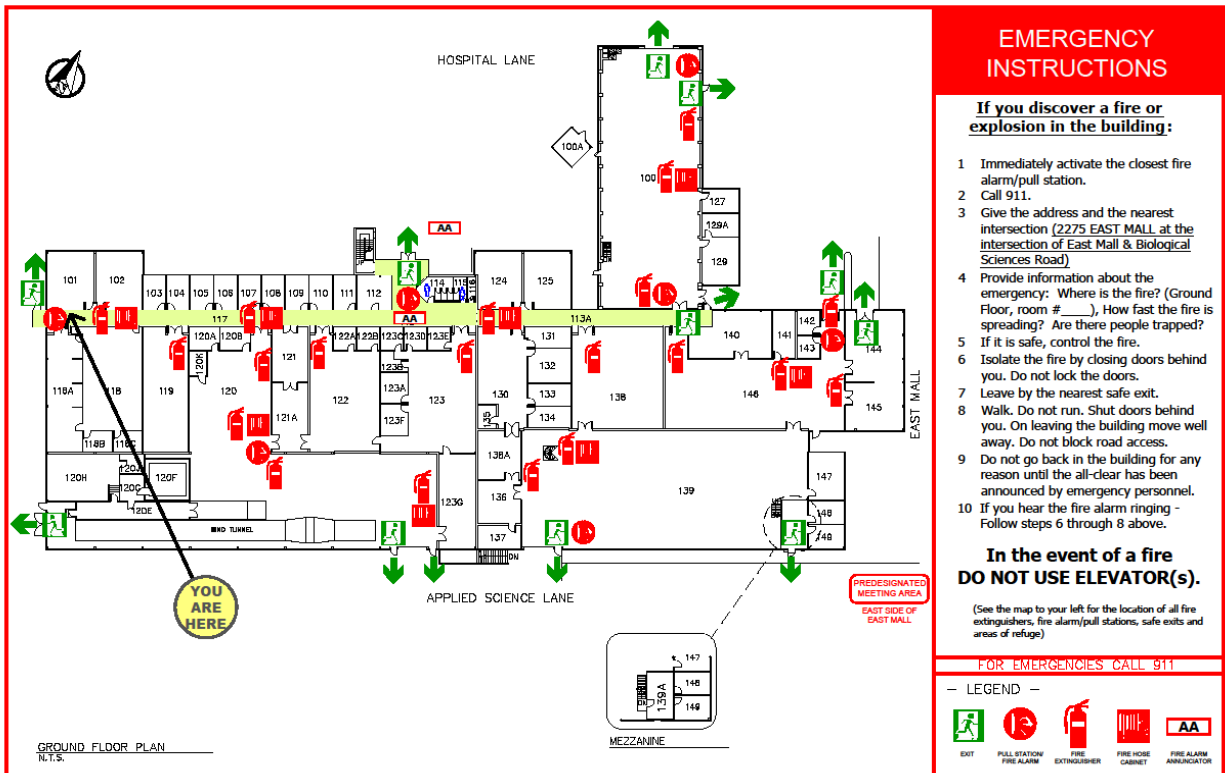 HOSPITAL LANE
100A
100
127
129A
129
AA
101
102
103
104
105
106
107
108
109
110
111
112
114
115
116
124
125
117
AA
113A
120A
120B
120K
121
122A
122B
123C
123D
123E
123B
123A
123F
131
132
133
134
135
140
141
142
143
144
145
118A
118
118B
118C
119
120
121A
122
123
130
138
146
EAST MALL
120H
120J
120G
120F
120E
123G
138A
136
137
139
147
148
149
WIND TUNNEL
DN
YOU
ARE
HERE
APPLIED SCIENCE LANE
PREDESIGNATED
MEETING AREA
EAST SIDE OF
EAST MALL
147
148
149
139A
MEZZANINE
GROUND FLOOR PLAN
N.T.S.
EMERGENCY
INSTRUCTIONS
If you discover a fire or
explosion in the building:
1 Immediately activate the closest fire
alarm/pull station.
2 Call 911.
3 Give the address and the nearest
intersection (2275 EAST MALL at the
intersection of East Mall & Biological
Sciences Road)
4 Provide information about the
emergency: Where is the fire? (Ground
Floor, room #____), How fast the fire is
spreading? Are there people trapped?
5 If it is safe, control the fire.
6 Isolate the fire by closing doors behind
you. Do not lock the doors.
7 Leave by the nearest safe exit.
8 Walk. Do not run. Shut doors behind
you. On leaving the building move well
away. Do not block road access.
9 Do not go back in the building for any
reason until the all-clear has been
announced by emergency personnel.
10 If you hear the fire alarm ringing -
Follow steps 6 through 8 above.
In the event of a fire
DO NOT USE ELEVATOR(s).
(See the map to your left for the location of all fire
extinguishers, fire alarm/pull stations, safe exits and
areas of refuge)
FOR EMERGENCIES CALL 911
- LEGEND -
AA
EXIT
PULL STATION/
FIRE ALARM
FIRE
EXTINGUISHER
FIRE HOSE
CABINET
FIRE ALARM
ANNUNCIATOR